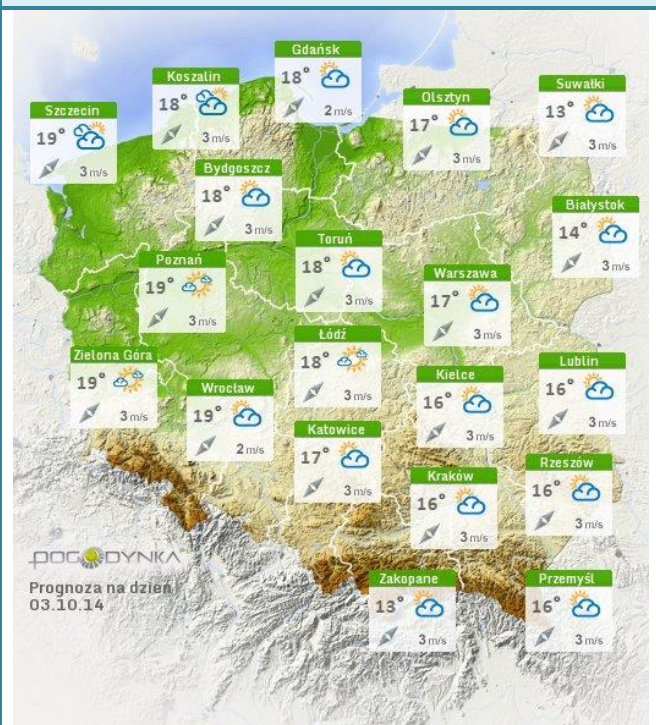 Gdańsk
18°
2 m/s
Koszalin
18°
3 m/s
Szczecin
19°
3 m/s
Olsztyn
17°
3 m/s
Suwałki
13°
3 m/s
Bydgoszcz
18°
3 m/s
Białystok
14°
3 m/s
Toruń
18°
3 m/s
Poznań
19°
3 m/s
Warszawa
17°
3 m/s
Łódź
18°
3 m/s
Zielona Góra
19°
3 m/s
Wrocław
19°
2 m/s
Kielce
16°
3 m/s
Lublin
16°
3 m/s
Katowice
17°
3 m/s
Kraków
16°
3 m/s
Rzeszów
16°
3 m/s
Zakopane
13°
3 m/s
Przemyśl
16°
3 m/s
POGODYNKA
Prognoza na dzień
03.10.14